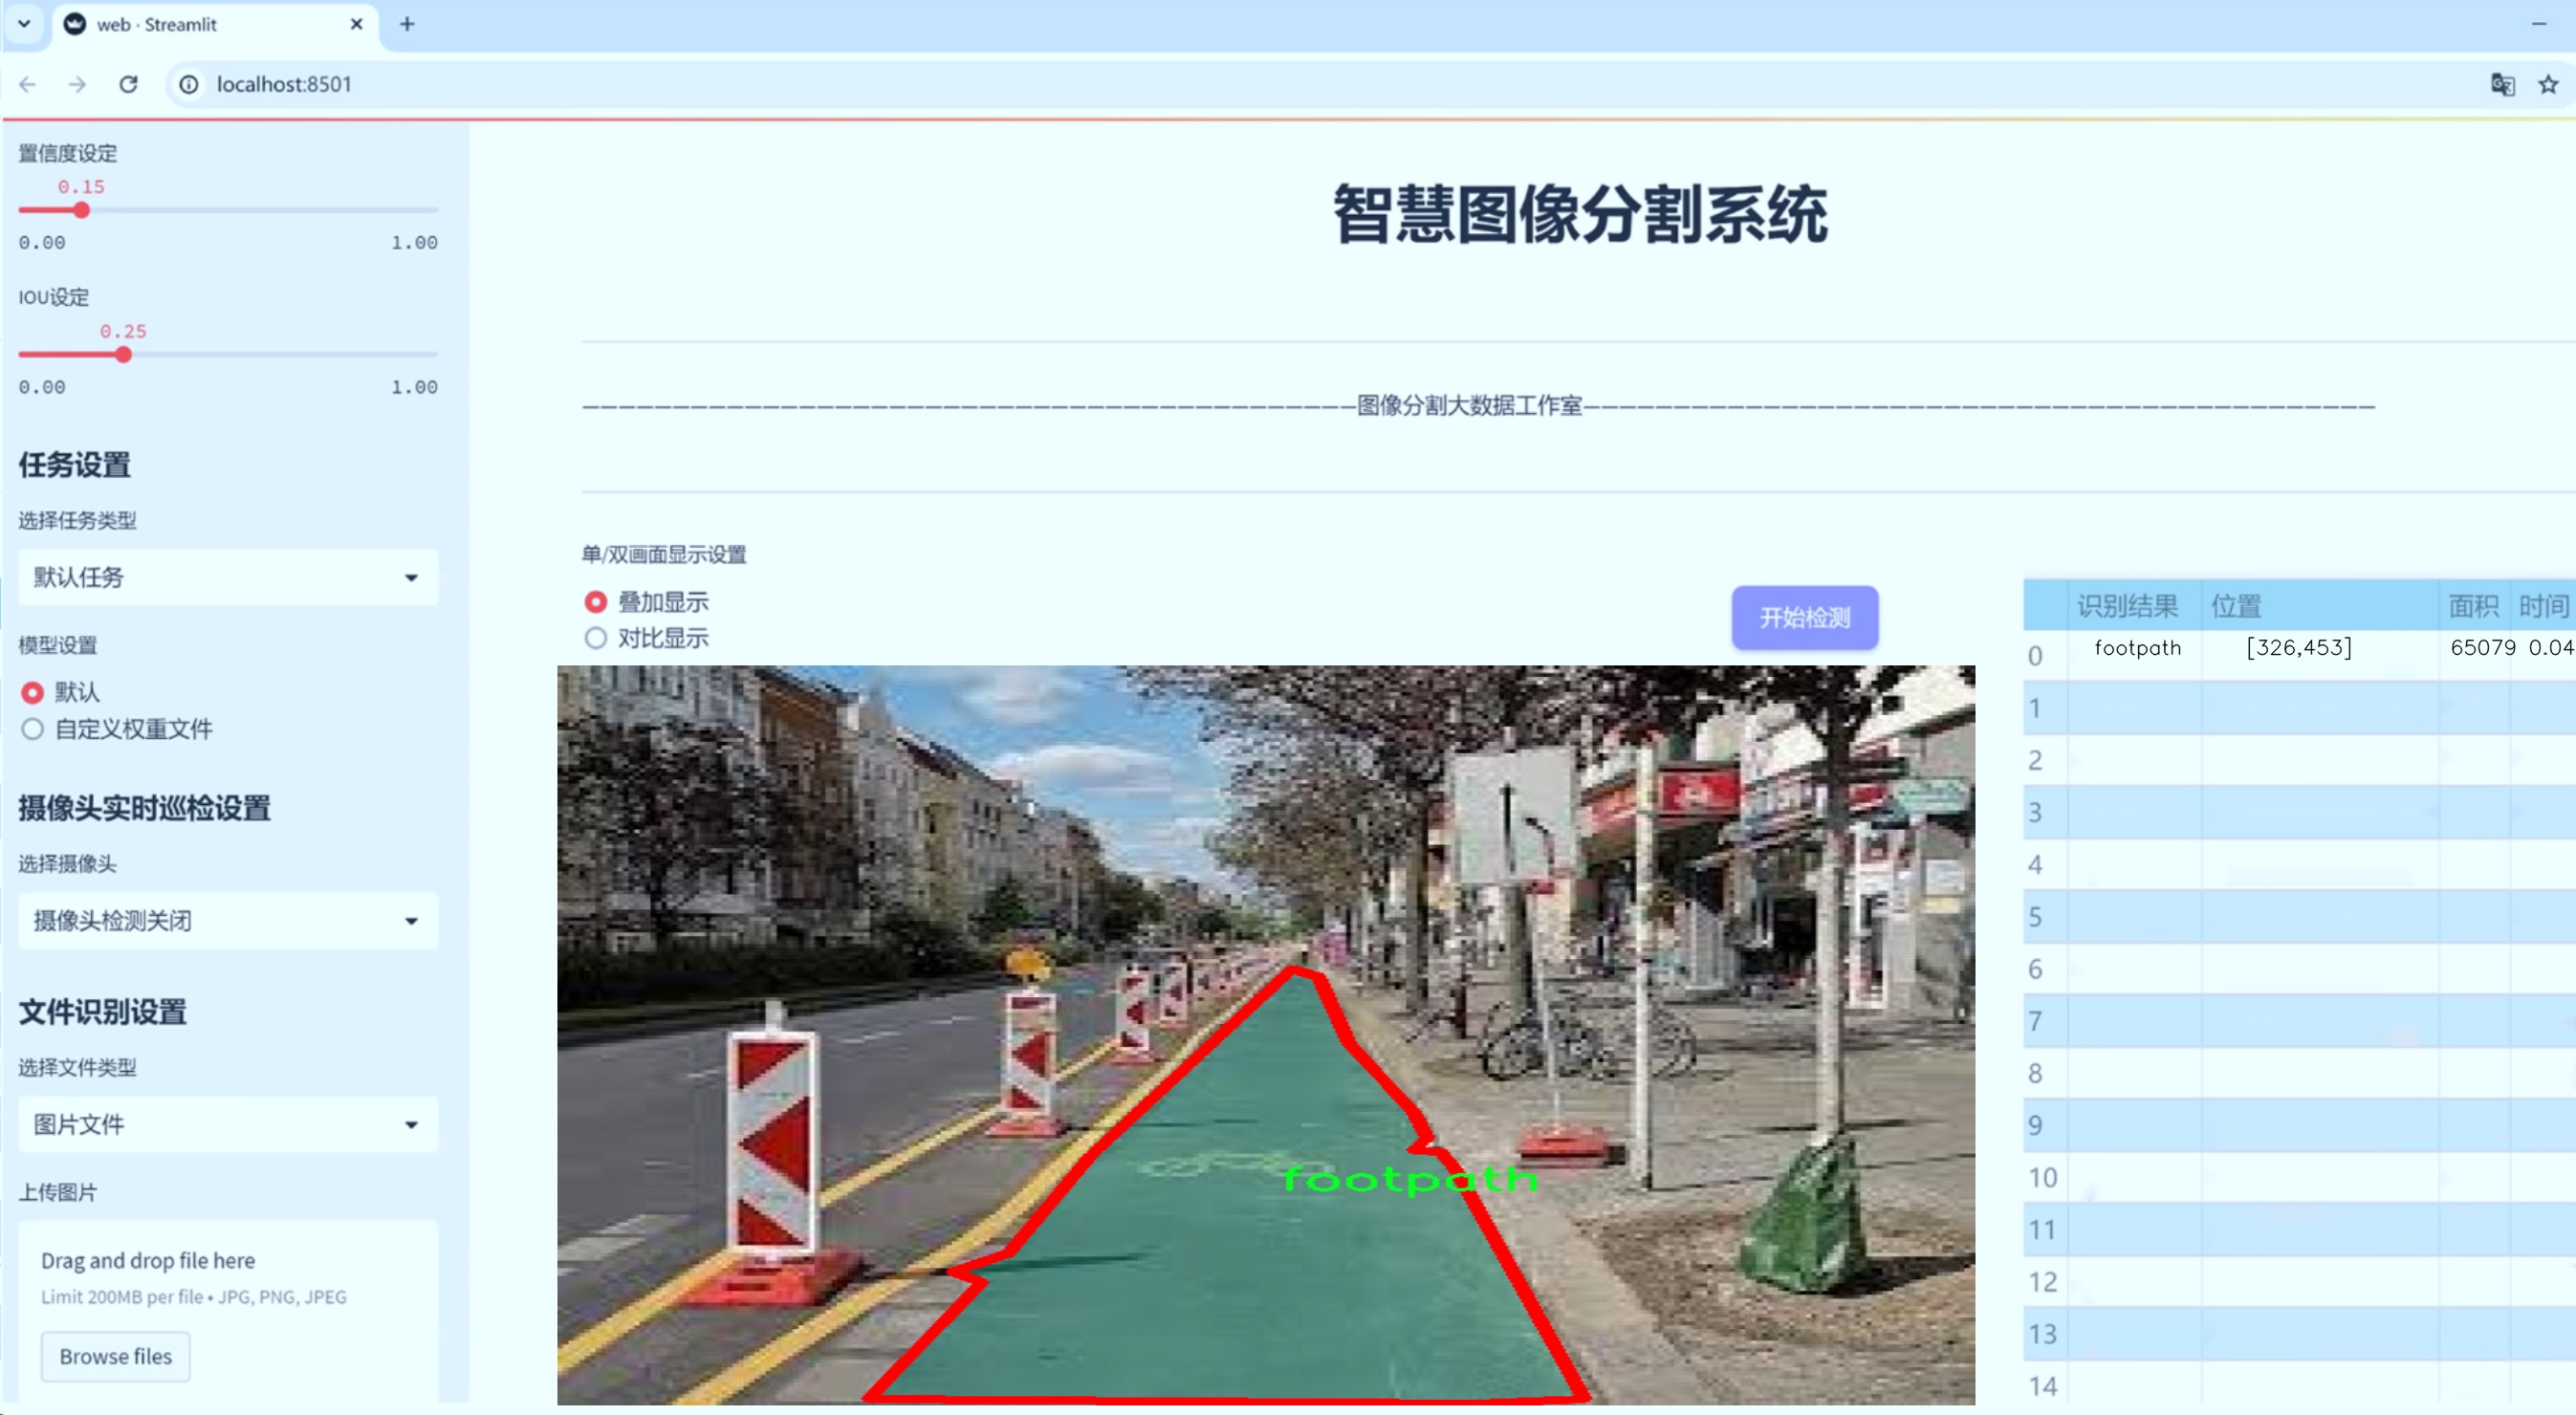 web · Streamlit
localhost:8501
置信度设定
0.15
0.00 1.00
IOU设定
0.25
0.00 1.00
任务设置
选择任务类型
默认任务
模型设置
默认
自定义权重文件
摄像头实时巡检设置
选择摄像头
摄像头检测关闭
文件识别设置
选择文件类型
图片文件
上传图片
Drag and drop file here
Limit 200MB per file • JPG, PNG, JPEG
Browse files
智慧图像分割系统
图像分割大数据工作室
单/双画面显示设置
叠加显示
对比显示
开始检测
footpath
识别结果 位置 面积 时间
0 footpath [326,453] 65079 0.04
1
2
3
4
5
6
7
8
9
10
11
12
13
14